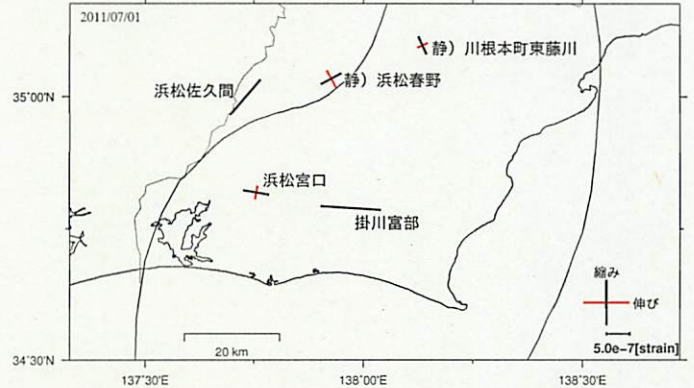 2011/07/01
静）川根本町東藤川
静）浜松春野
浜松佐久間
35°00'N
浜松宮口
掛川富部
縮み
伸び
5.0e-7[strain]
20 km
34°30'N
137°30'E
138°00'E
138°30'E